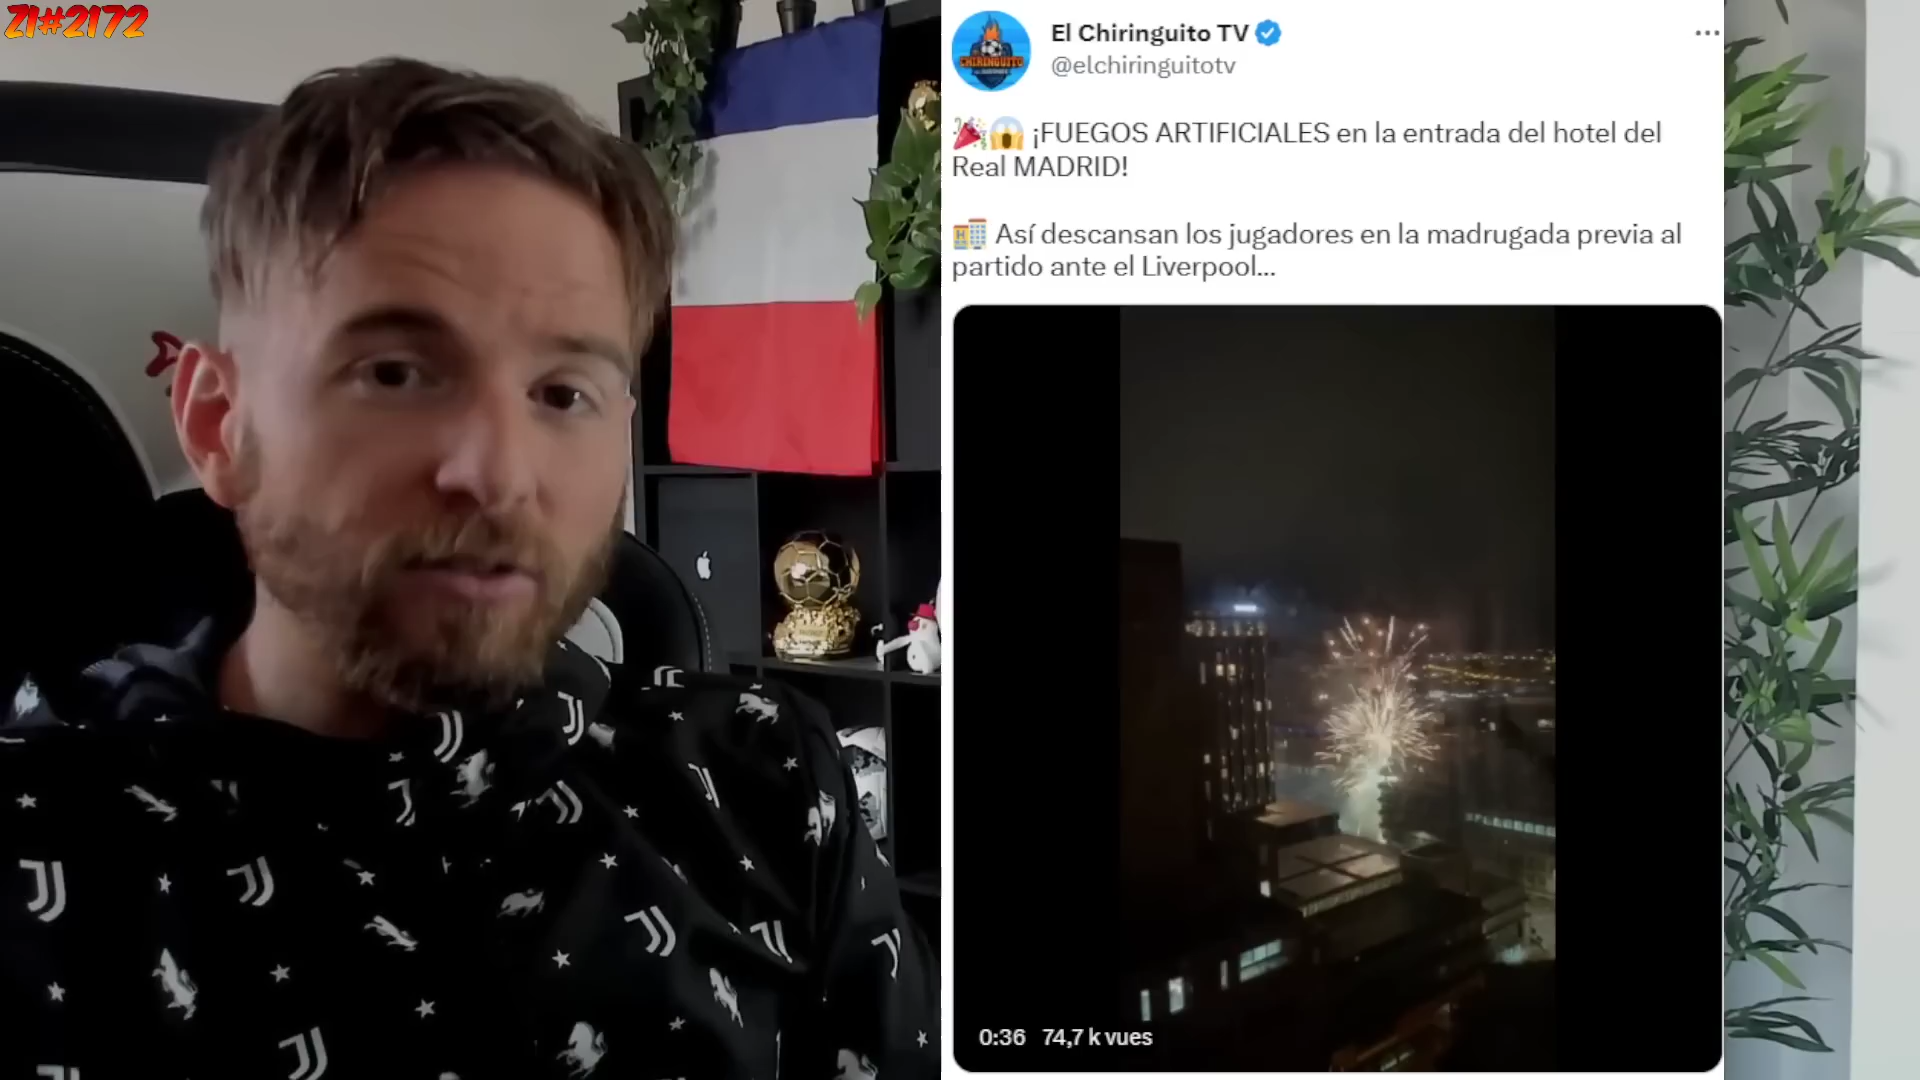 Z1#2172
El Chiringuito TV
@elchiringuitotv
🎉😱 ¡FUEGOS ARTIFICIALES en la entrada del hotel del
Real MADRID!
🏨 Así descansan los jugadores en la madrugada previa al
partido ante el Liverpool...
0:36 74,7 k vues